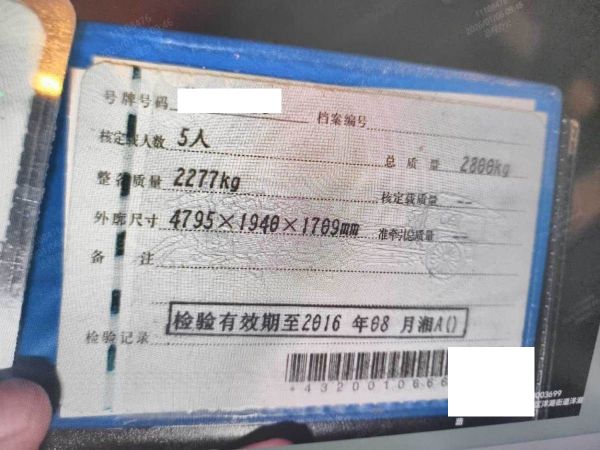 号牌号码 档案编号
核定载人数 5人 总质量 2800kg
整备质量 2277kg 核定载质量 --
外廓尺寸 4795×1940×1709mm 准牵引总质量 --
备注
检验有效期至2016年08月湘A()
检验记录
*4320010866